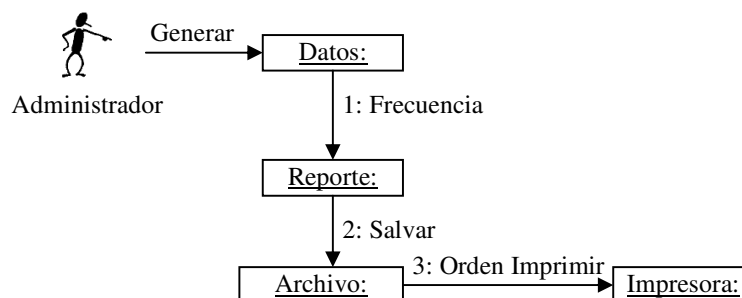 Generar
Datos:
Administrador
1: Frecuencia
Reporte:
2: Salvar
3: Orden Imprimir
Archivo:
Impresora: